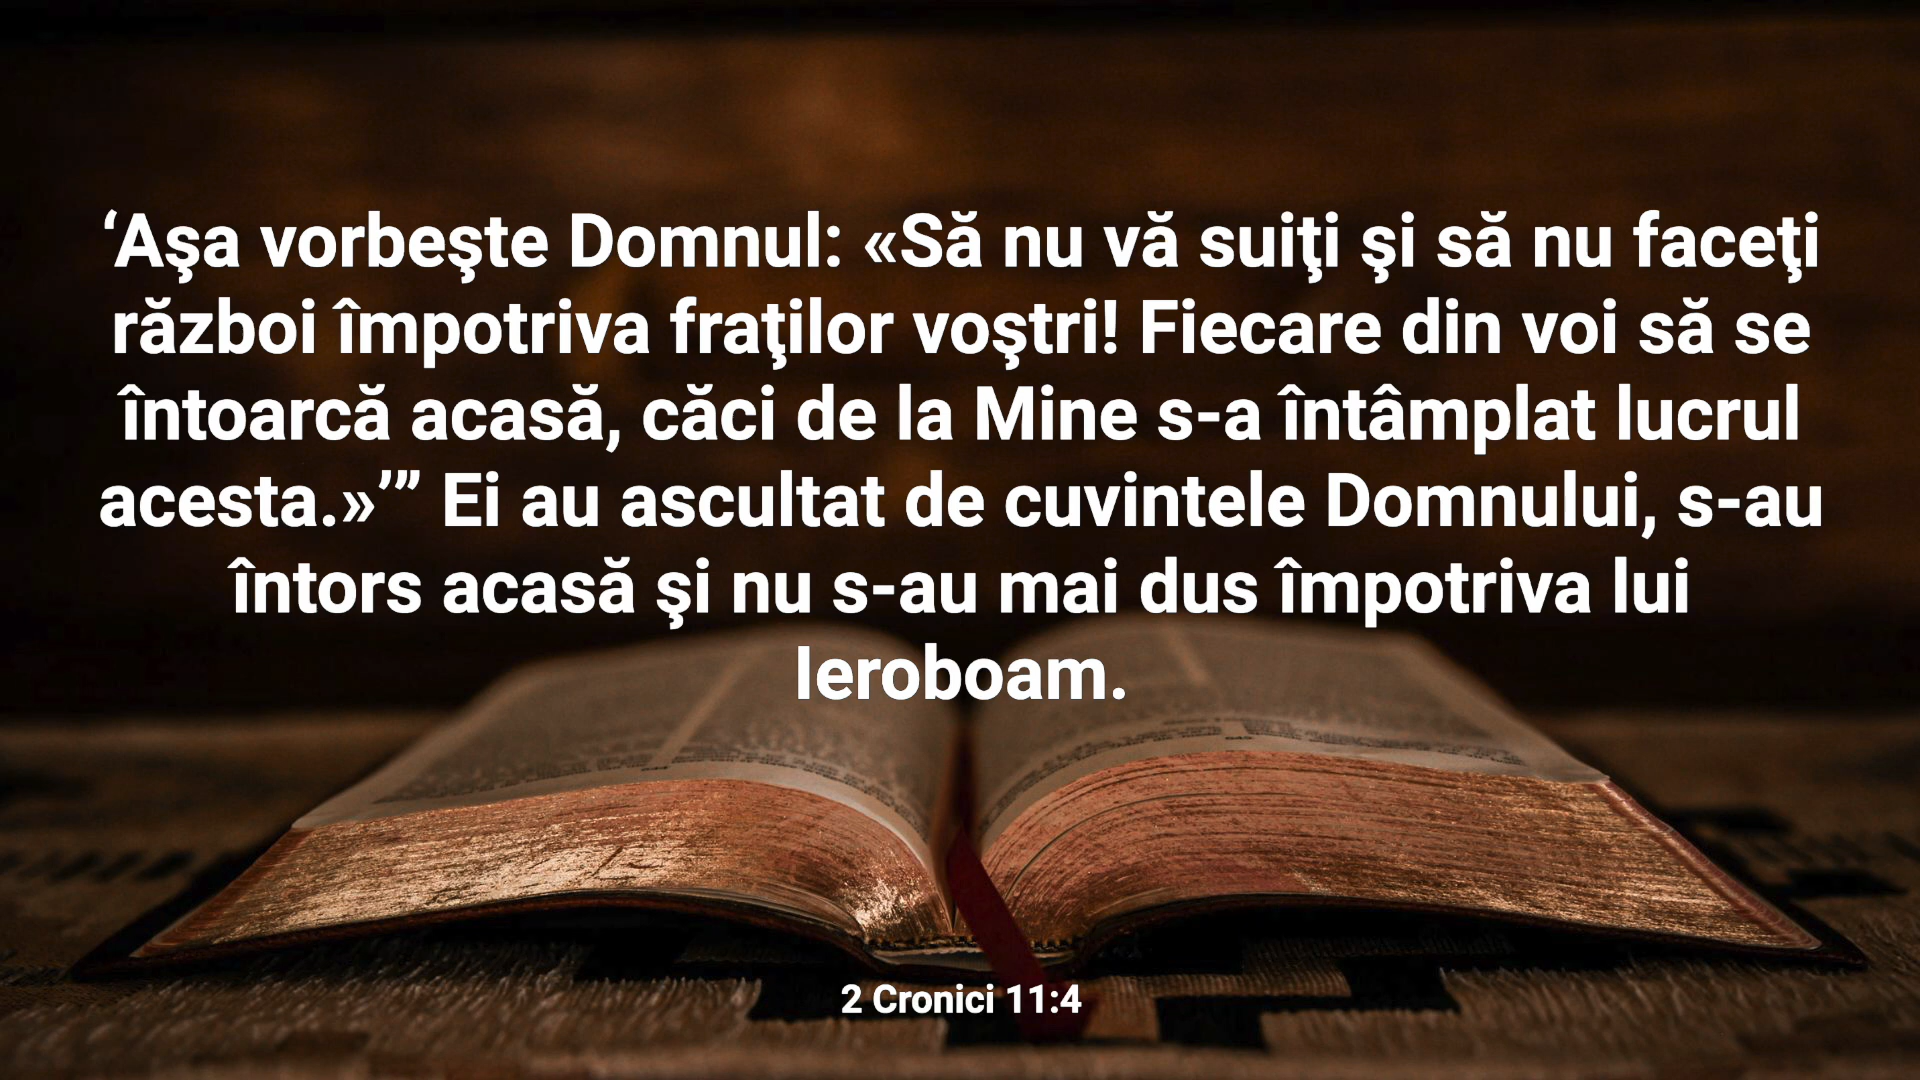 ‘Aşa vorbeşte Domnul: «Să nu vă suiţi şi să nu faceţi
război împotriva fraţilor voştri! Fiecare din voi să se
întoarcă acasă, căci de la Mine s-a întâmplat lucrul
acesta.»’” Ei au ascultat de cuvintele Domnului, s-au
întors acasă şi nu s-au mai dus împotriva lui
Ieroboam.
2 Cronici 11:4